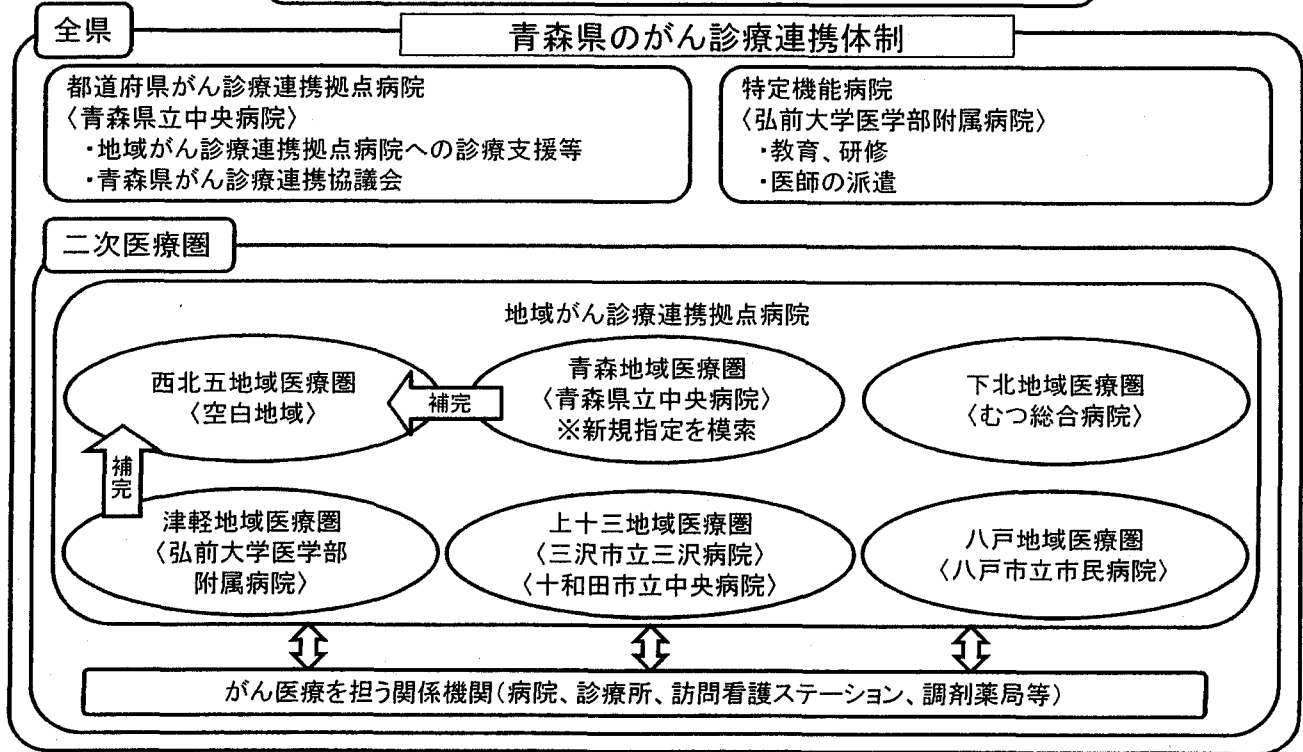 全県
青森県のがん診療連携体制
都道府県がん診療連携拠点病院
〈青森県立中央病院〉
・地域がん診療連携拠点病院への診療支援等
・青森県がん診療連携協議会
特定機能病院
〈弘前大学医学部附属病院〉
・教育、研修
・医師の派遣
二次医療圏
地域がん診療連携拠点病院
西北五地域医療圏
〈空白地域〉
補完
青森地域医療圏
〈青森県立中央病院〉
※新規指定を模索
下北地域医療圏
〈むつ総合病院〉
補完
津軽地域医療圏
〈弘前大学医学部
附属病院〉
上十三地域医療圏
〈三沢市立三沢病院〉
〈十和田市立中央病院〉
八戸地域医療圏
〈八戸市立市民病院〉
がん医療を担う関係機関(病院、診療所、訪問看護ステーション、調剤薬局等)